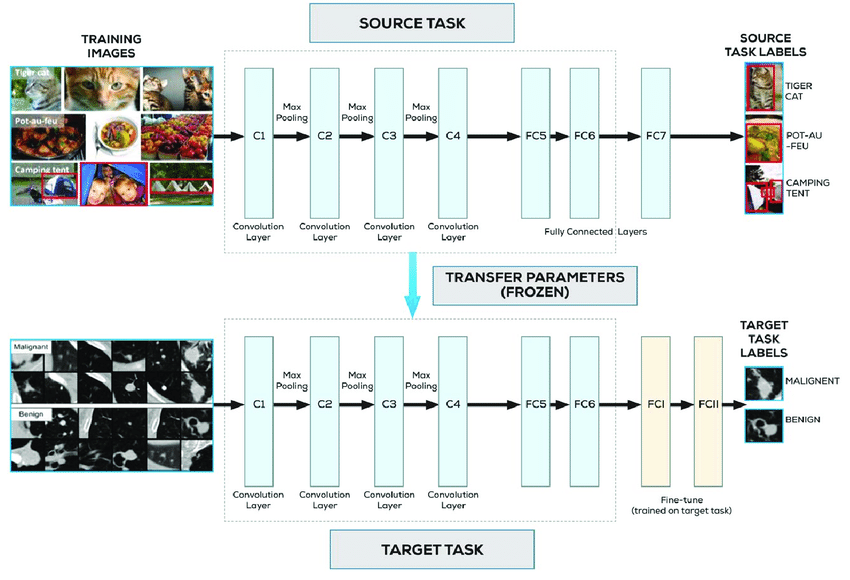 SOURCE TASK
TRAINING
IMAGES
SOURCE
TASK LABELS
Tiger cat
Pot-au-feu
Camping tent
C1
Max
Pooling
C2
Max
Pooling
C3
Max
Pooling
C4
FC5
FC6
FC7
TIGER
CAT
POT-AU
-FEU
CAMPING
TENT
Convolution
Layer
Convolution
Layer
Convolution
Layer
Convolution
Layer
Fully Connected Layers
TRANSFER PARAMETERS
(FROZEN)
TARGET
TASK
LABELS
Malignant
Benign
C1
Max
Pooling
C2
Max
Pooling
C3
Max
Pooling
C4
FC5
FC6
FCI
FCII
MALIGNENT
BENIGN
Convolution
Layer
Convolution
Layer
Convolution
Layer
Convolution
Layer
Fine-tune
(trained on target task)
TARGET TASK